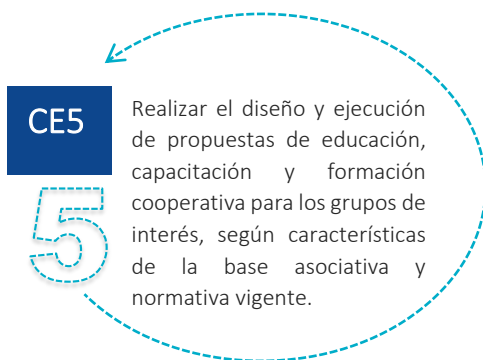 CE5
5
Realizar el diseño y ejecución
de propuestas de educación,
capacitación y formación
cooperativa para los grupos de
interés, según características
de la base asociativa y
normativa vigente.